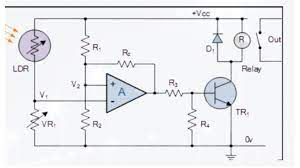 +Vcc
LDR
R₁
Rf
D₁
R
Out
Relay
V₂
V₁
A
R₃
VR₁
R₂
R₄
TR₁
0v